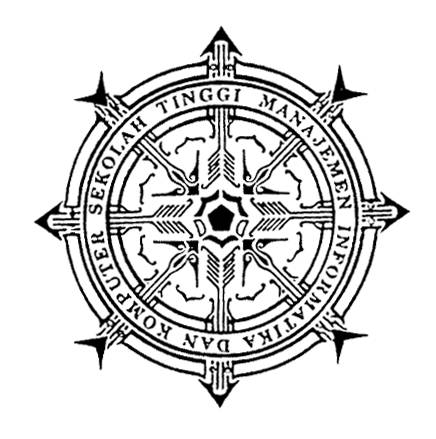 SEKOLAH TINGGI MANAJEMEN INFORMATIKA DAN KOMPUTER